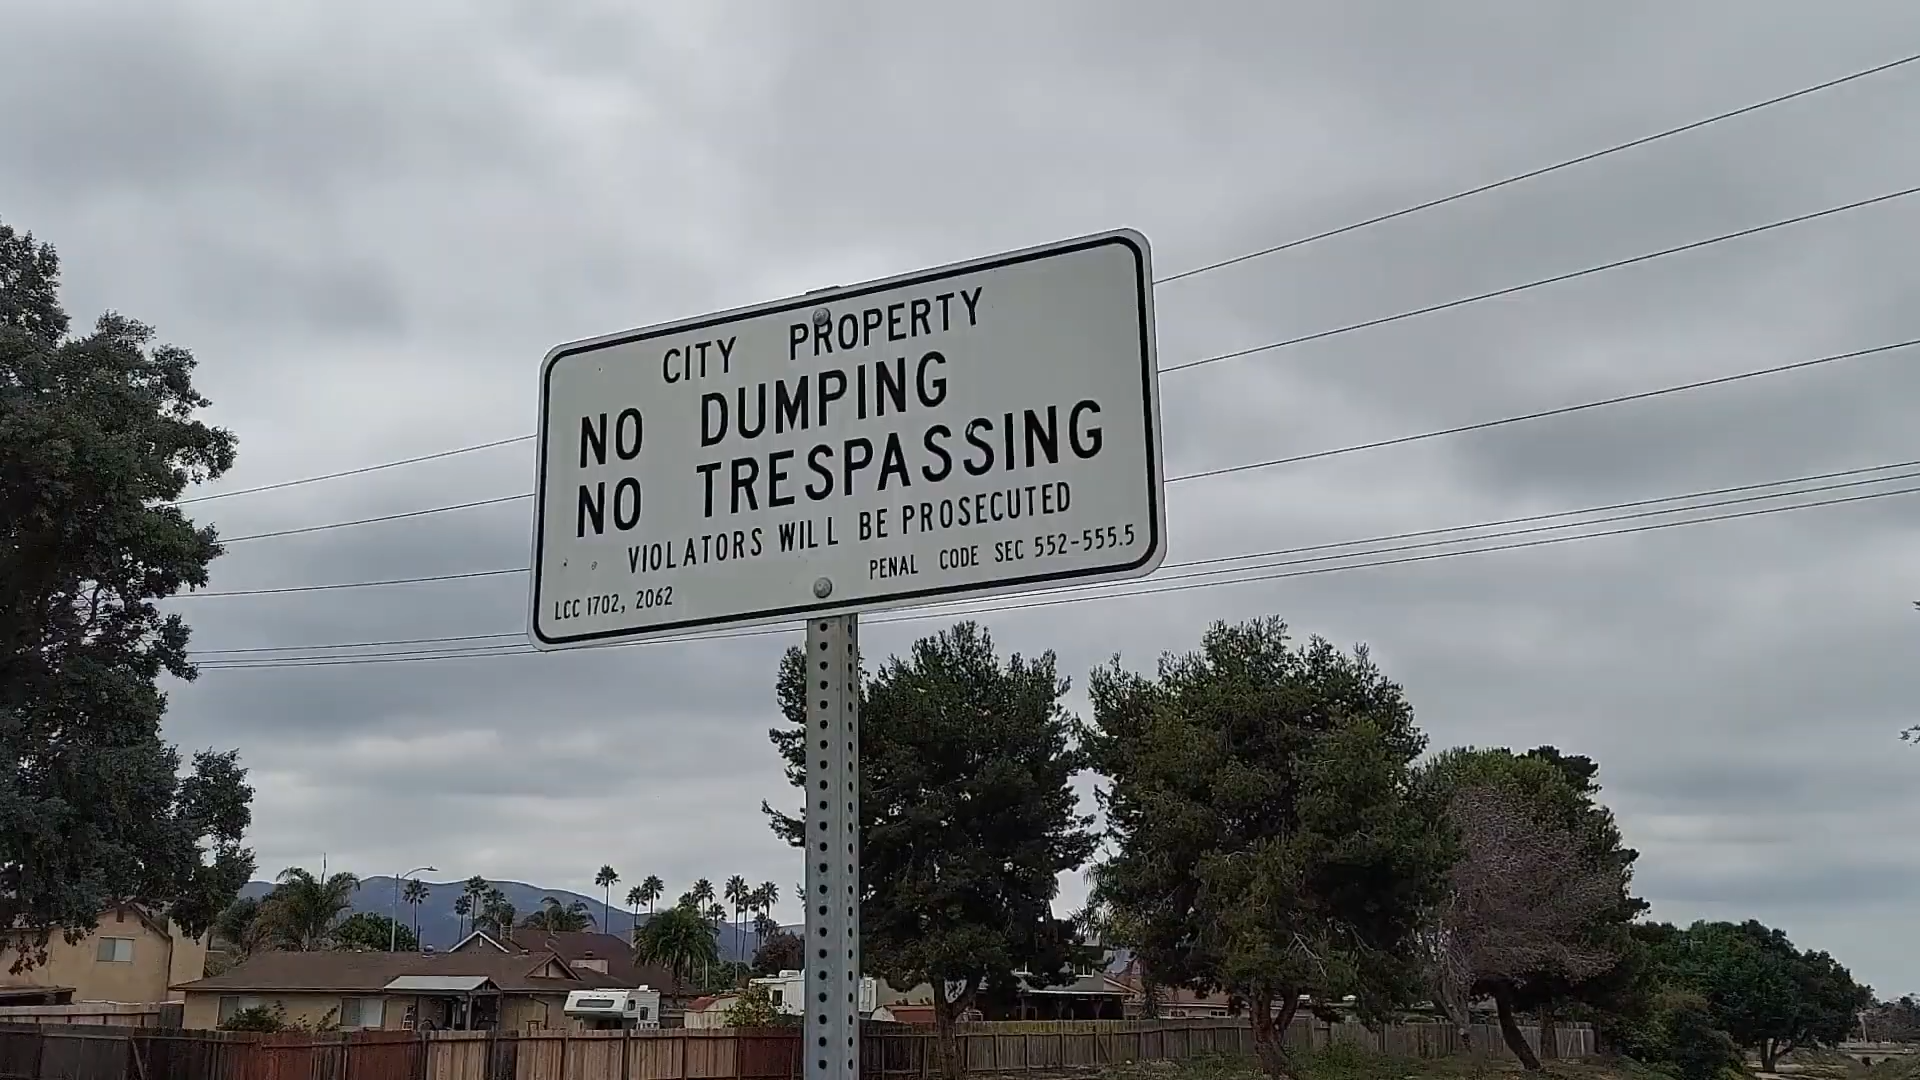 CITY PROPERTY
NO DUMPING
NO TRESPASSING
VIOLATORS WILL BE PROSECUTED
LCC 1702, 2062 PENAL CODE SEC 552-555.5